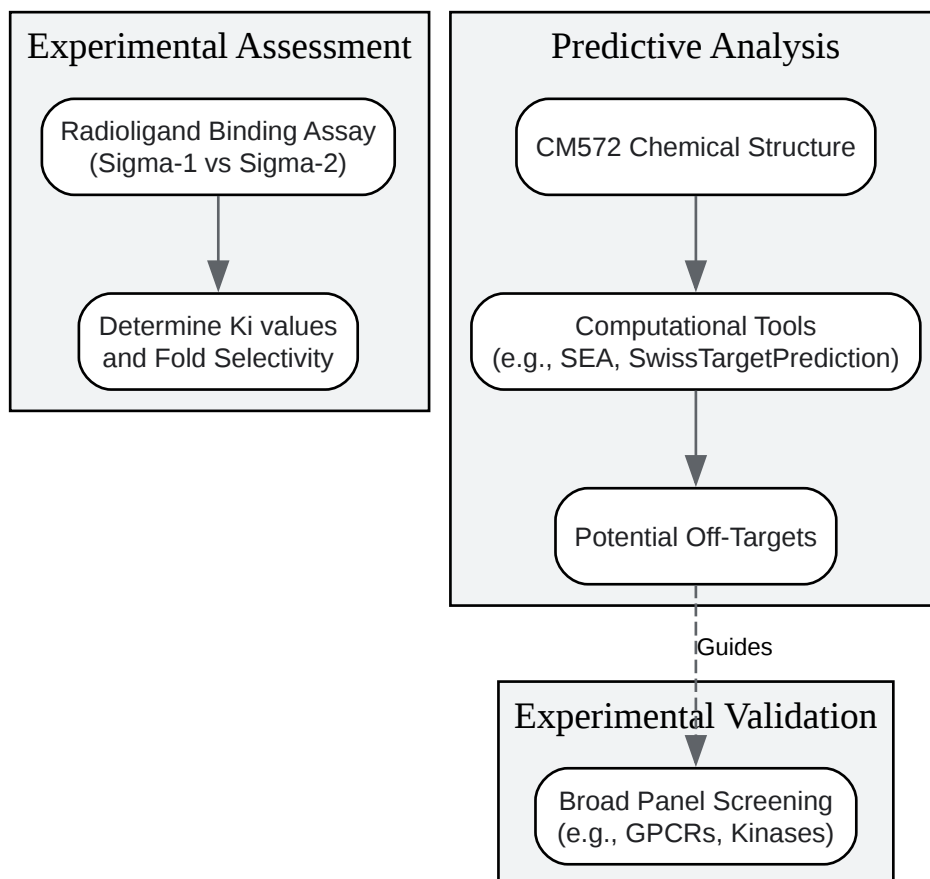 Experimental Assessment
Radioligand Binding Assay
(Sigma-1 vs Sigma-2)
Determine Ki values
and Fold Selectivity
Predictive Analysis
CM572 Chemical Structure
Computational Tools
(e.g., SEA, SwissTargetPrediction)
Potential Off-Targets
Guides
Experimental Validation
Broad Panel Screening
(e.g., GPCRs, Kinases)